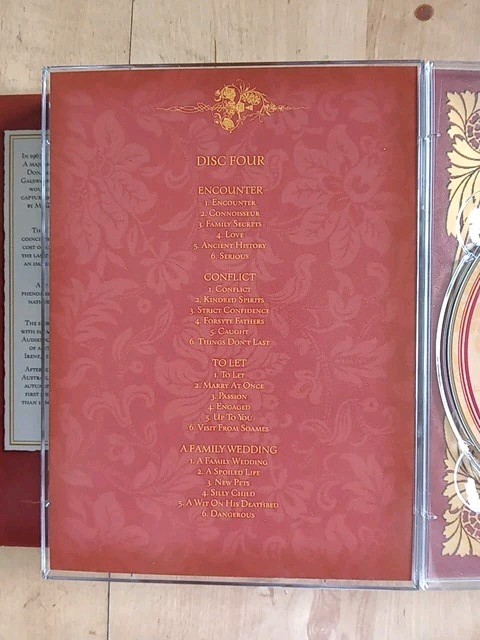 DISC FOUR
ENCOUNTER
1. ENCOUNTER
2. CONNOISSEUR
3. FAMILY SECRETS
4. LOVE
5. ANCIENT HISTORY
6. SERIOUS
CONFLICT
1. CONFLICT
2. KINDRED SPIRITS
3. STRICT CONFIDENCE
4. FORSYTE FATHERS
5. CAUGHT
6. THINGS DON'T LAST
TO LET
1. TO LET
2. MARRY AT ONCE
3. PASSION
4. ENGAGED
5. UP TO YOU
6. VISIT FROM SOAMES
A FAMILY WEDDING
1. A FAMILY WEDDING
2. A SPOILED LIFE
3. NEW PETS
4. SILLY CHILD
5. A WIT ON HIS DEATHBED
6. DANGEROUS